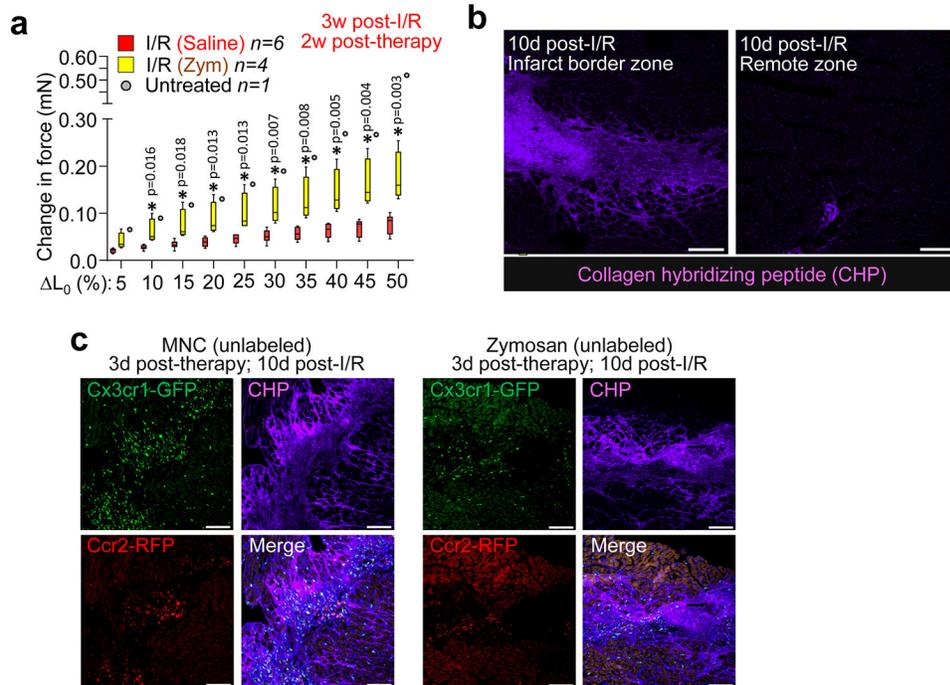 a
3w post-I/R
2w post-therapy
I/R (Saline) n=6
I/R (Zym) n=4
Untreated n=1
Change in force (mN)
0.60
0.50
0.30
0.20
0.10
0.0
* p=0.016
* p=0.018
* p=0.013
* p=0.013
* p=0.007
* p=0.008
* p=0.005
* p=0.004
* p=0.003
ΔL0 (%): 5 10 15 20 25 30 35 40 45 50
b
10d post-I/R
Infarct border zone
10d post-I/R
Remote zone
Collagen hybridizing peptide (CHP)
c
MNC (unlabeled)
3d post-therapy; 10d post-I/R
Cx3cr1-GFP
CHP
Ccr2-RFP
Merge
Zymosan (unlabeled)
3d post-therapy; 10d post-I/R
Cx3cr1-GFP
CHP
Ccr2-RFP
Merge